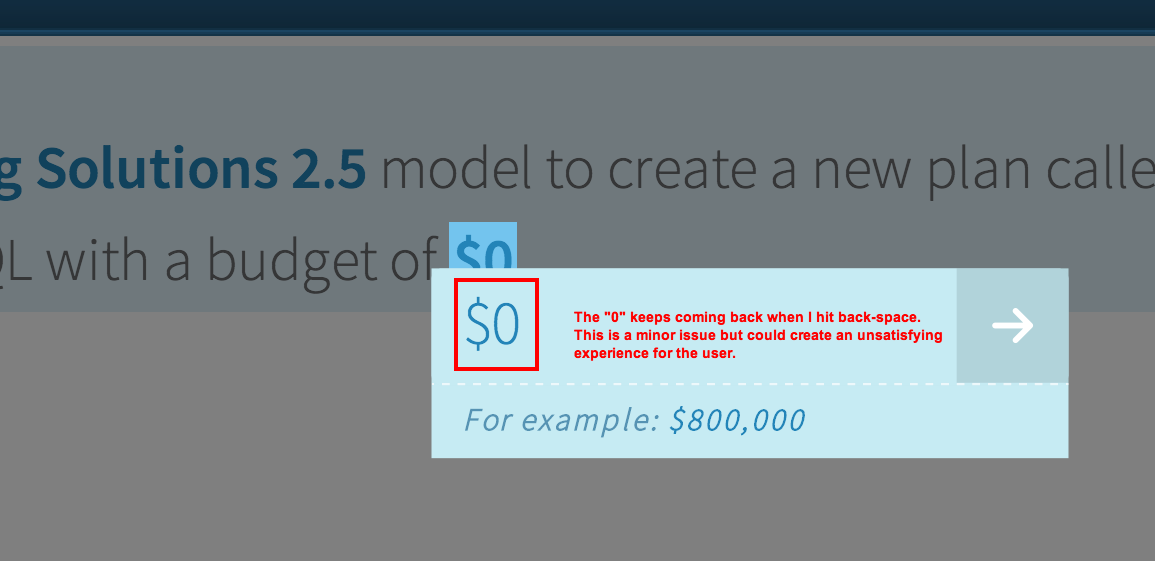 g Solutions 2.5 model to create a new plan calle
QL with a budget of $0
$0
The "0" keeps coming back when I hit back-space.
This is a minor issue but could create an unsatisfying
experience for the user.
For example: $800,000